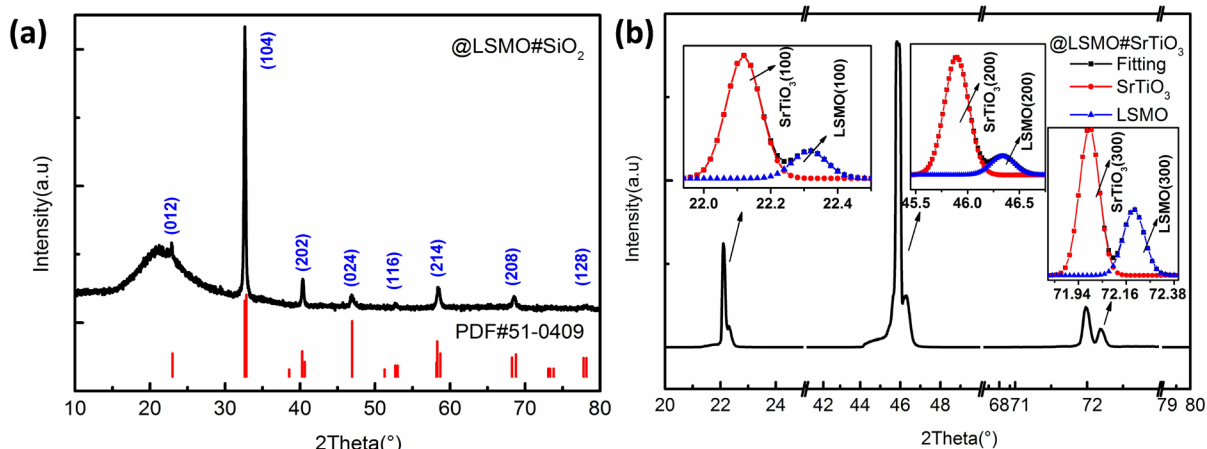 (a)
@LSMO#SiO2
(104)
(012)
(202)
(024)
(116)
(214)
(208)
(128)
PDF#51-0409
Intensity(a.u)
10 20 30 40 50 60 70 80
2Theta(°)
(b)
@LSMO#SrTiO3
Fitting
SrTiO3
LSMO
SrTiO3(100)
LSMO(100)
22.0 22.2 22.4
SrTiO3(200)
LSMO(200)
45.5 46.0 46.5
SrTiO3(300)
LSMO(300)
71.94 72.16 72.38
Intensity(a.u)
20 22 24 42 44 46 48 68 71 72 79 80
2Theta(°)